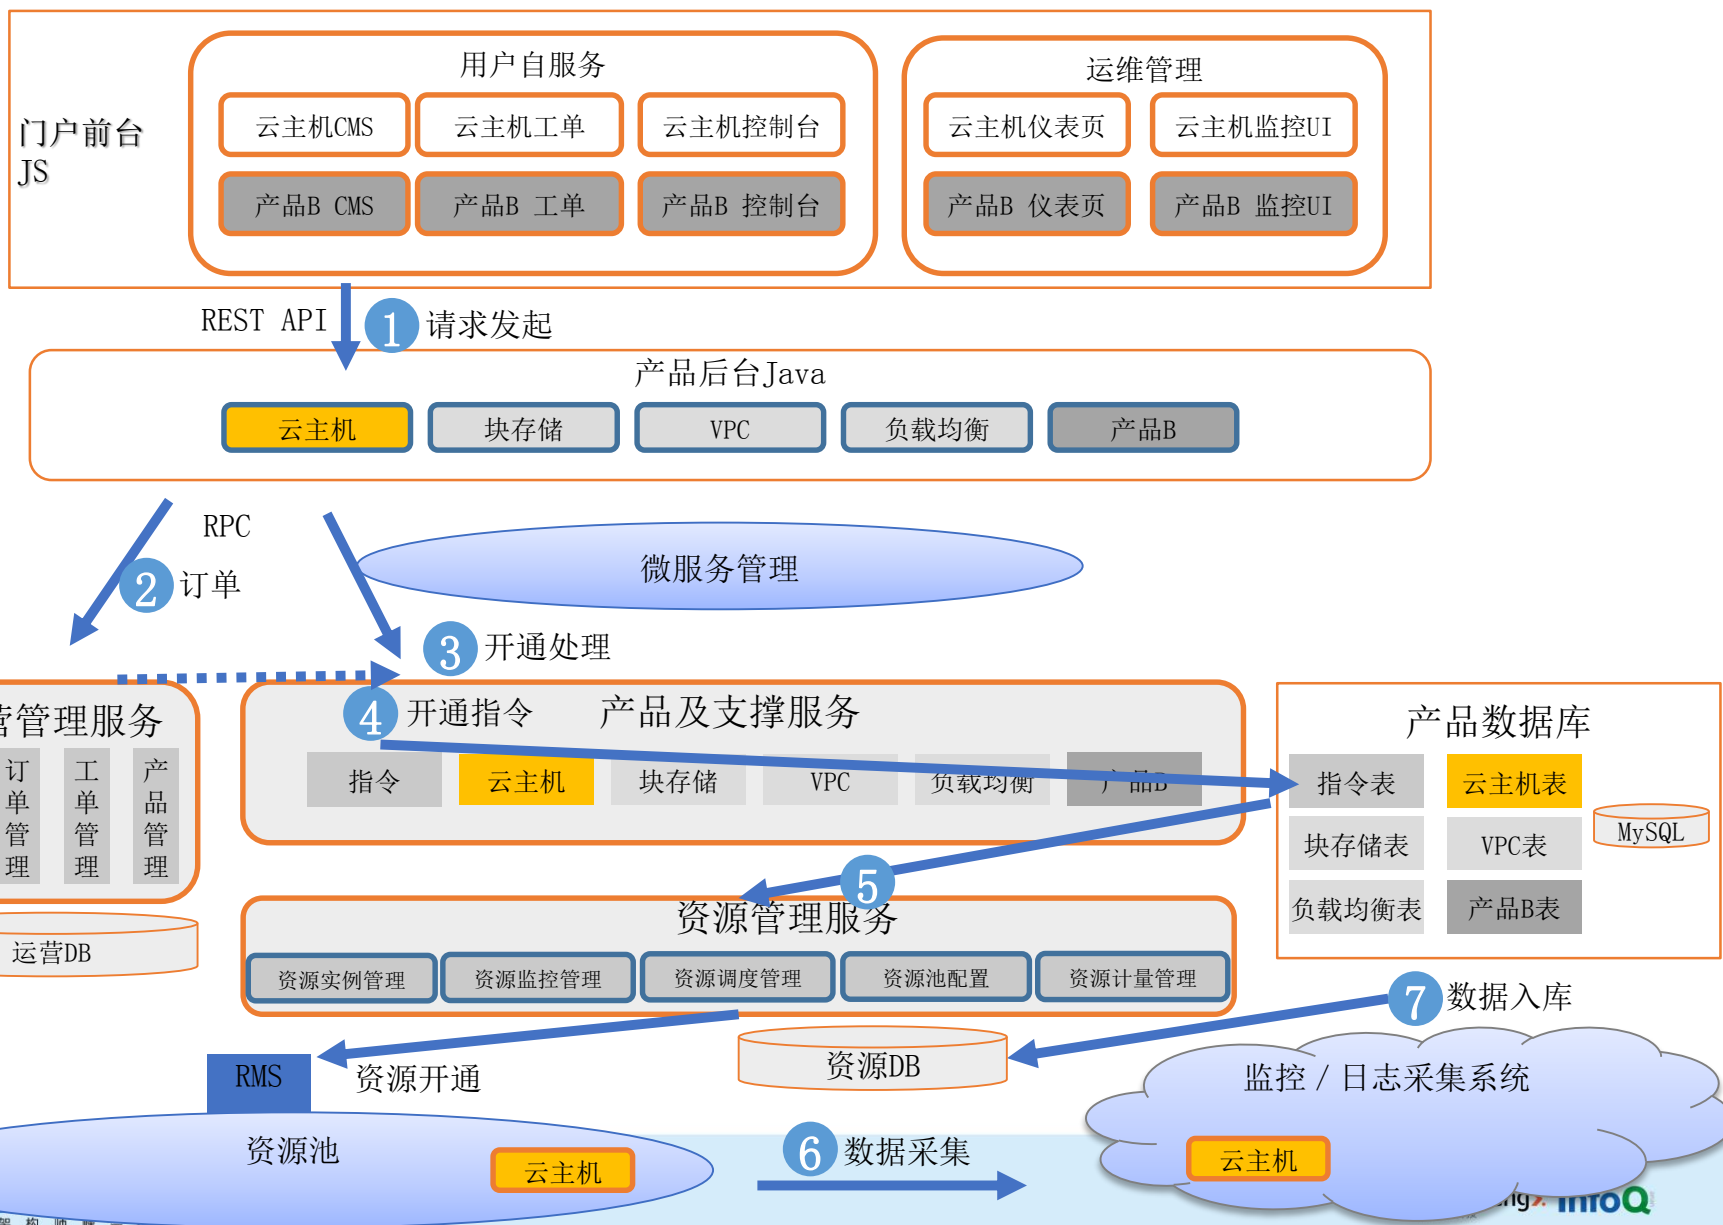 用户自服务
运维管理
门户前台
JS
云主机CMS
云主机工单
云主机控制台
云主机仪表页
云主机监控UI
产品B CMS
产品B 工单
产品B 控制台
产品B 仪表页
产品B 监控UI
REST API
1
请求发起
产品后台Java
云主机
块存储
VPC
负载均衡
产品B
RPC
微服务管理
2
订单
3
开通处理
营管理服务
4
开通指令
产品及支撑服务
产品数据库
订单管理
工单管理
产品管理
指令
云主机
块存储
VPC
负载均衡
产品B
指令表
云主机表
块存储表
VPC表
MySQL
负载均衡表
产品B表
5
资源管理服务
运营DB
资源实例管理
资源监控管理
资源调度管理
资源池配置
资源计量管理
7
数据入库
RMS
资源开通
资源DB
监控/日志采集系统
资源池
云主机
6
数据采集
云主机
InfoQ